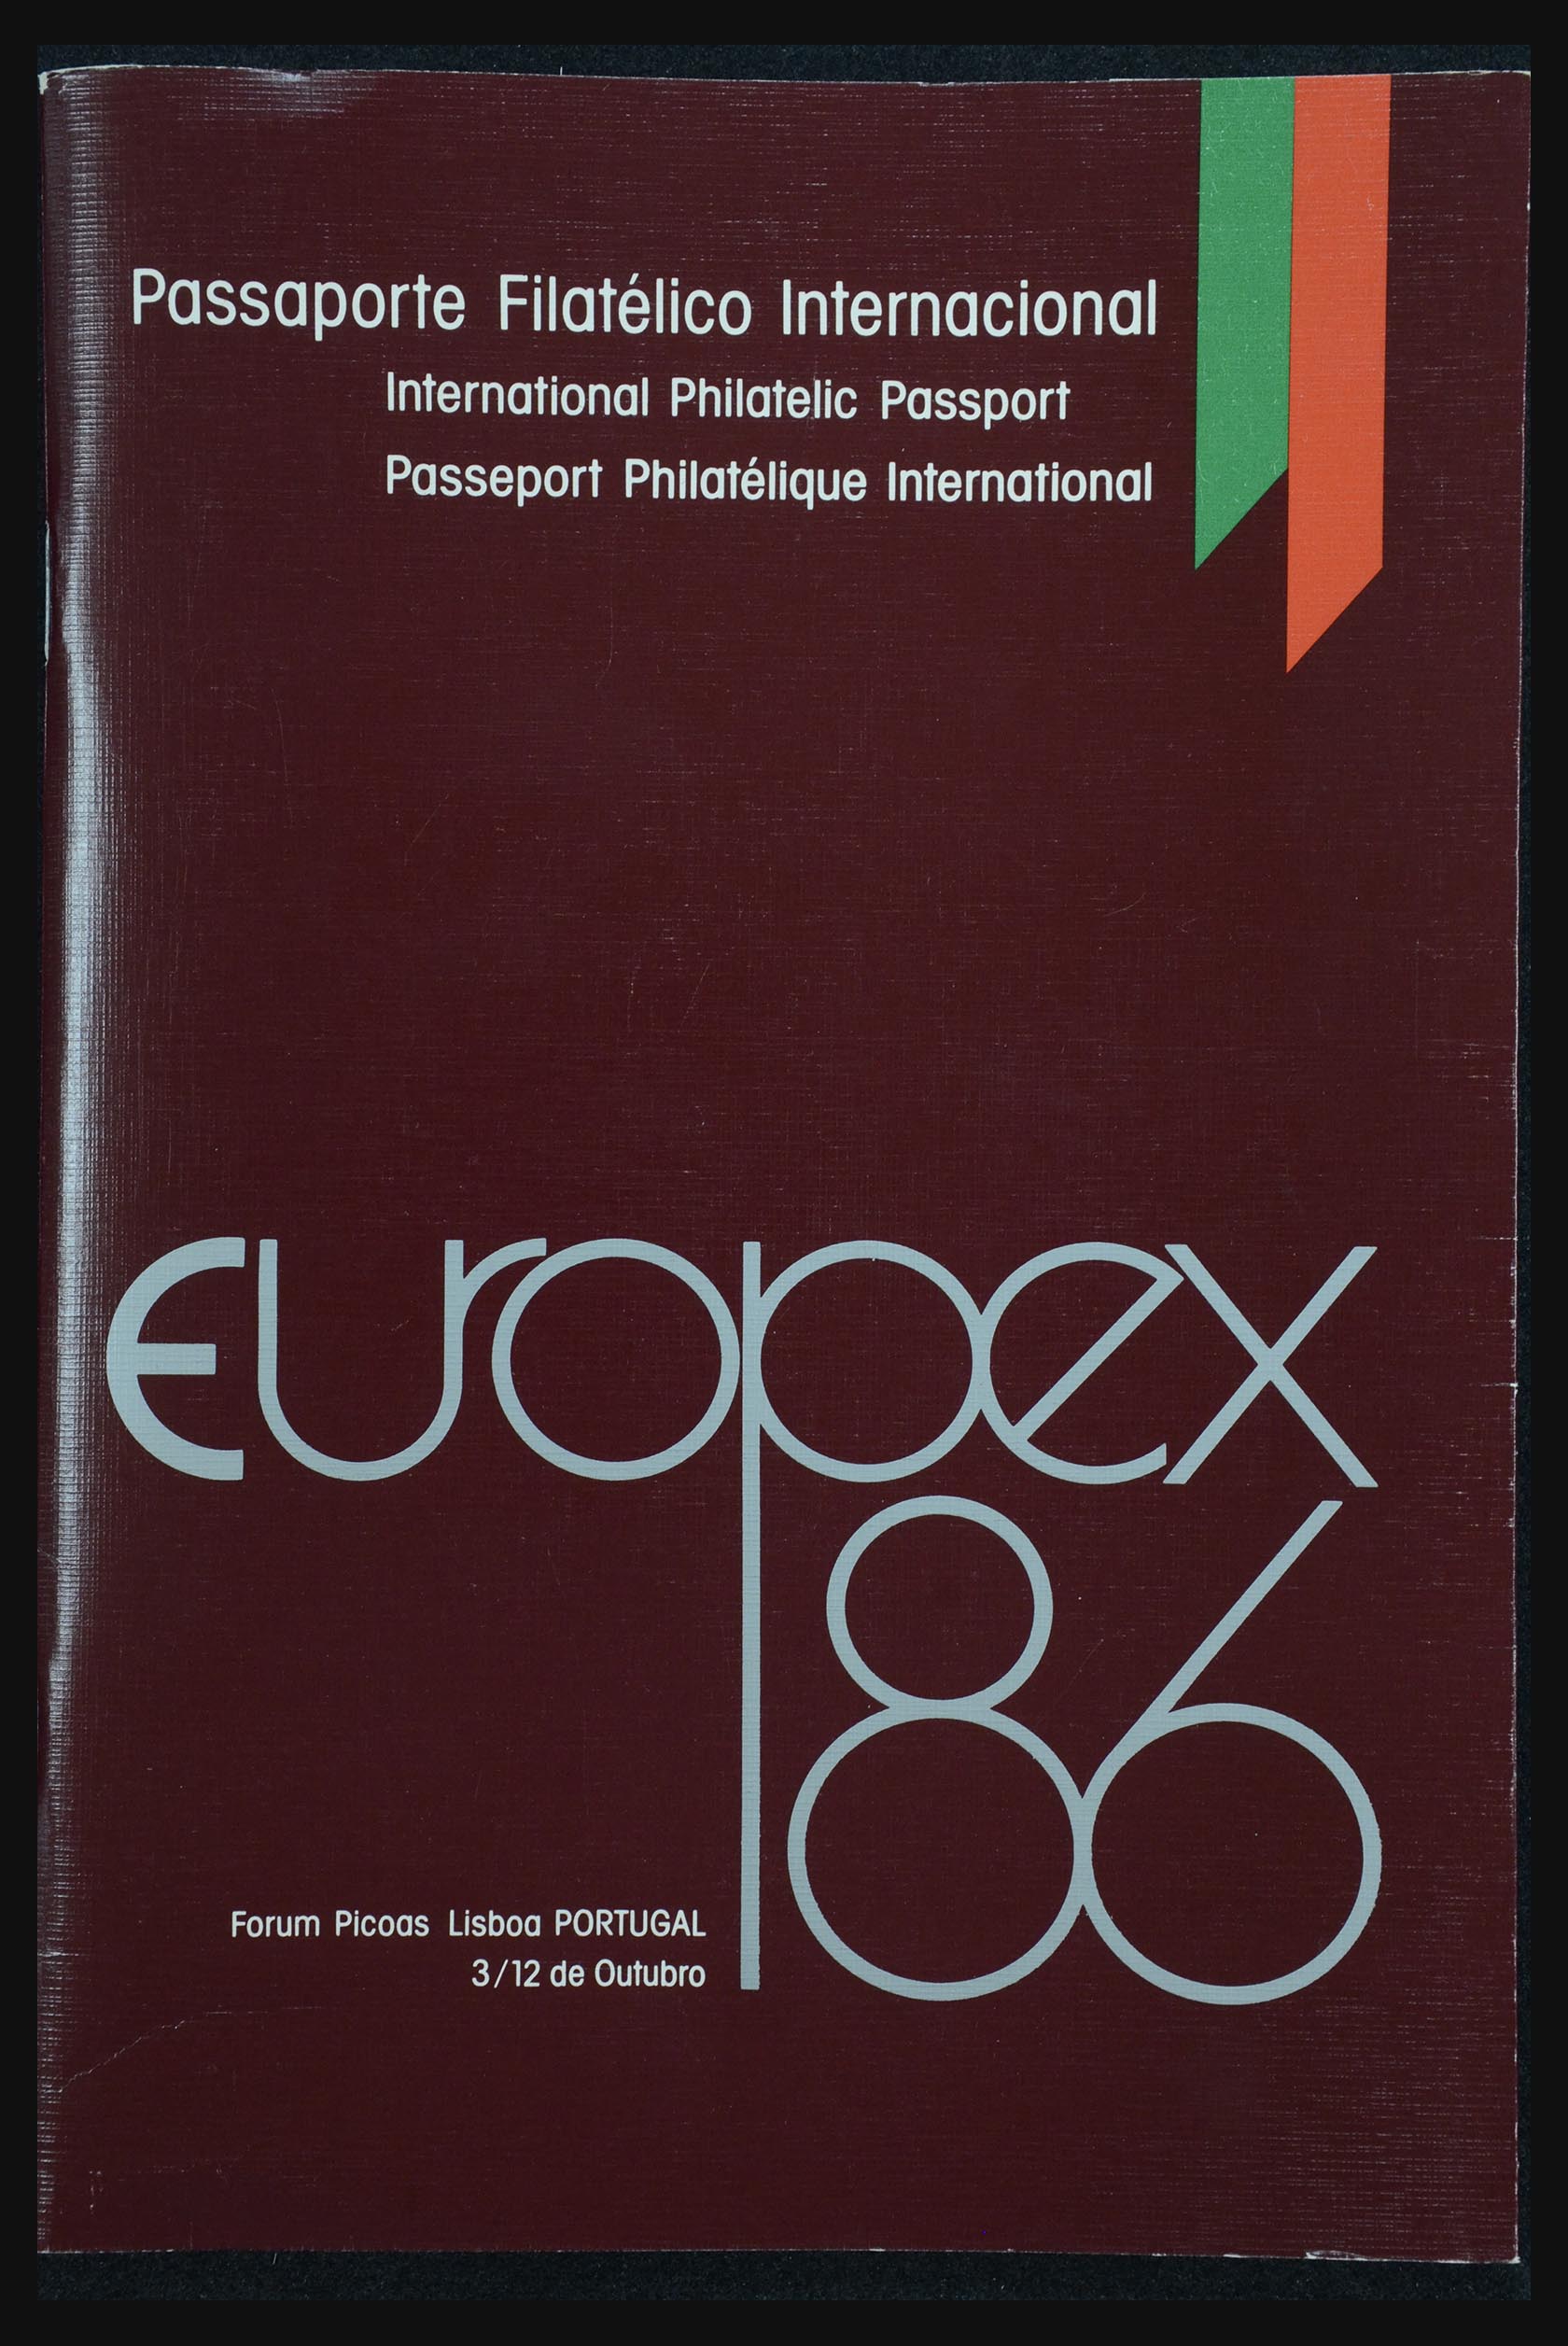 Passaporte Filatélico Internacional
International Philatelic Passport
Passeport Philatélique International
Europex
86
Forum Picoas Lisboa PORTUGAL
3/12 de Outubro